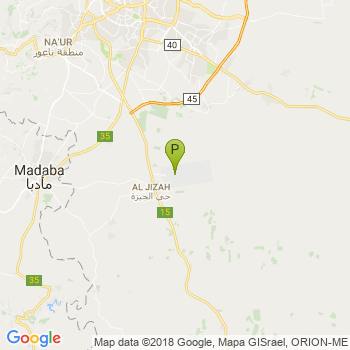 NA'UR
منطقة ناعور
40
45
35
P
Madaba
مادبا
AL JIZAH
حي الجيزة
15
35
Google
Map data ©2018 Google, Mapa GISrael, ORION-ME